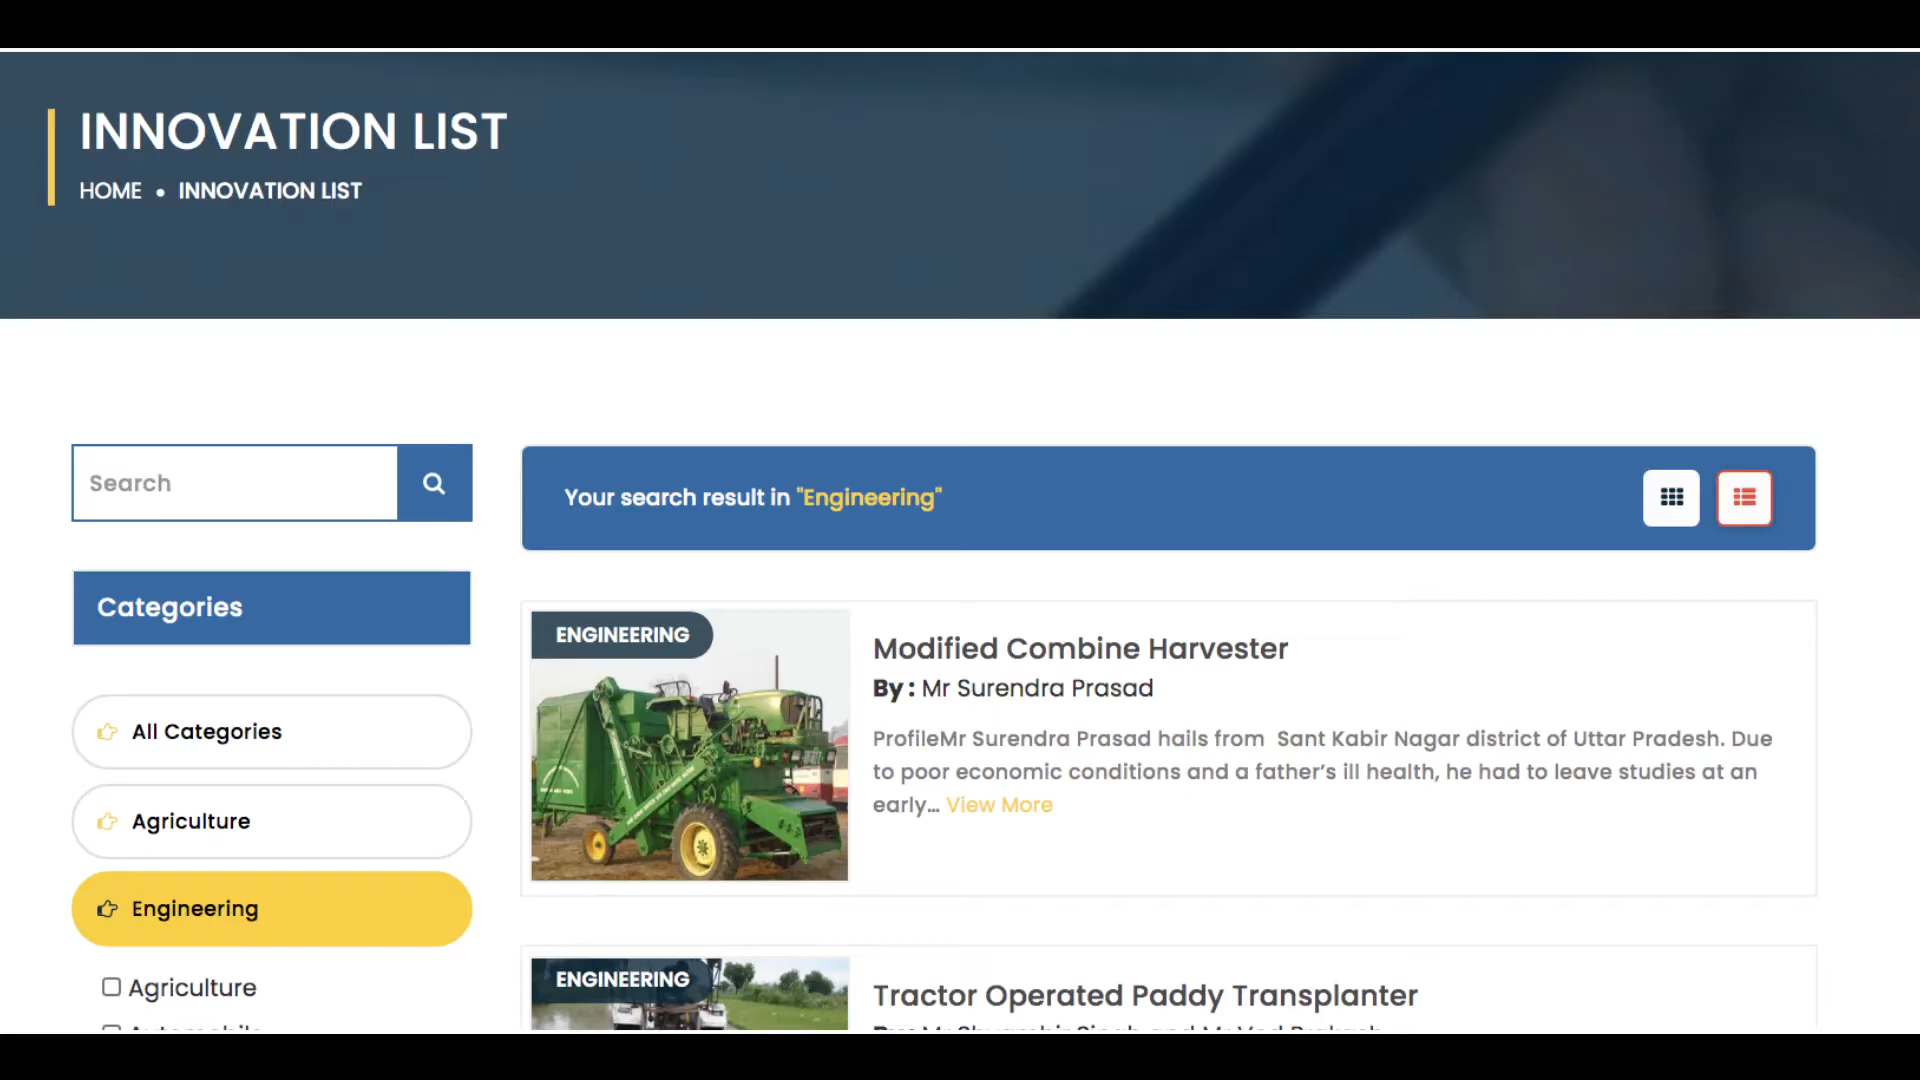 INNOVATION LIST
HOME • INNOVATION LIST
Search
Your search result in "Engineering"
Categories
All Categories
Agriculture
Engineering
Agriculture
Automobile
ENGINEERING
Modified Combine Harvester
By : Mr Surendra Prasad
ProfileMr Surendra Prasad hails from  Sant Kabir Nagar district of Uttar Pradesh. Due
to poor economic conditions and a father’s ill health, he had to leave studies at an
early... View More
ENGINEERING
Tractor Operated Paddy Transplanter